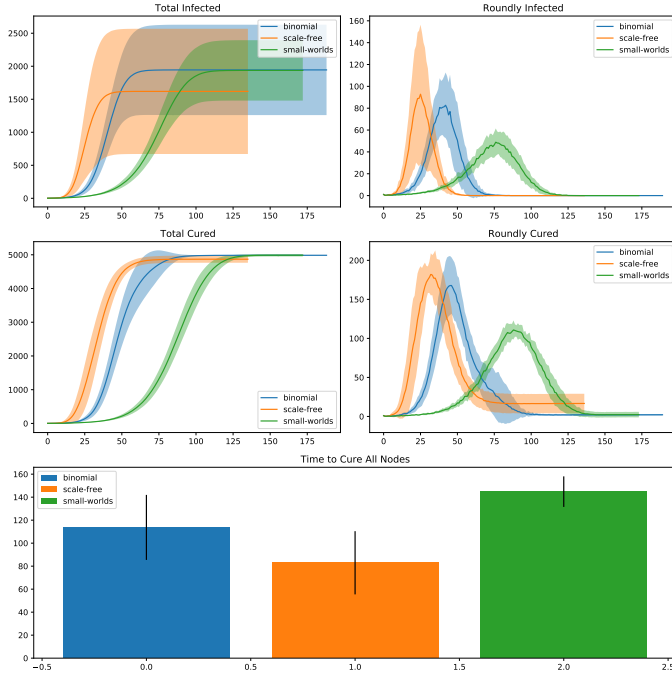 Total Infected
Roundly Infected
2500
2000
1500
1000
500
0
binomial
scale-free
small-worlds
0 25 50 75 100 125 150 175
160
140
120
100
80
60
40
20
0
binomial
scale-free
small-worlds
0 25 50 75 100 125 150 175
Total Cured
Roundly Cured
5000
4000
3000
2000
1000
0
binomial
scale-free
small-worlds
0 25 50 75 100 125 150 175
200
150
100
50
0
binomial
scale-free
small-worlds
0 25 50 75 100 125 150 175
Time to Cure All Nodes
160
140
120
100
80
60
40
20
0
binomial
scale-free
small-worlds
−0.5 0.0 0.5 1.0 1.5 2.0 2.5